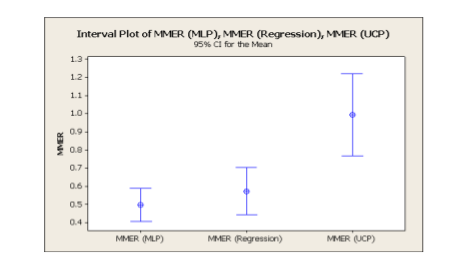 Interval Plot of MMER (MLP), MMER (Regression), MMER (UCP)
95% CI for the Mean
1.3
1.2
1.1
1.0
0.9
0.8
0.7
0.6
0.5
0.4
MMER
MMER (MLP) MMER (Regression) MMER (UCP)